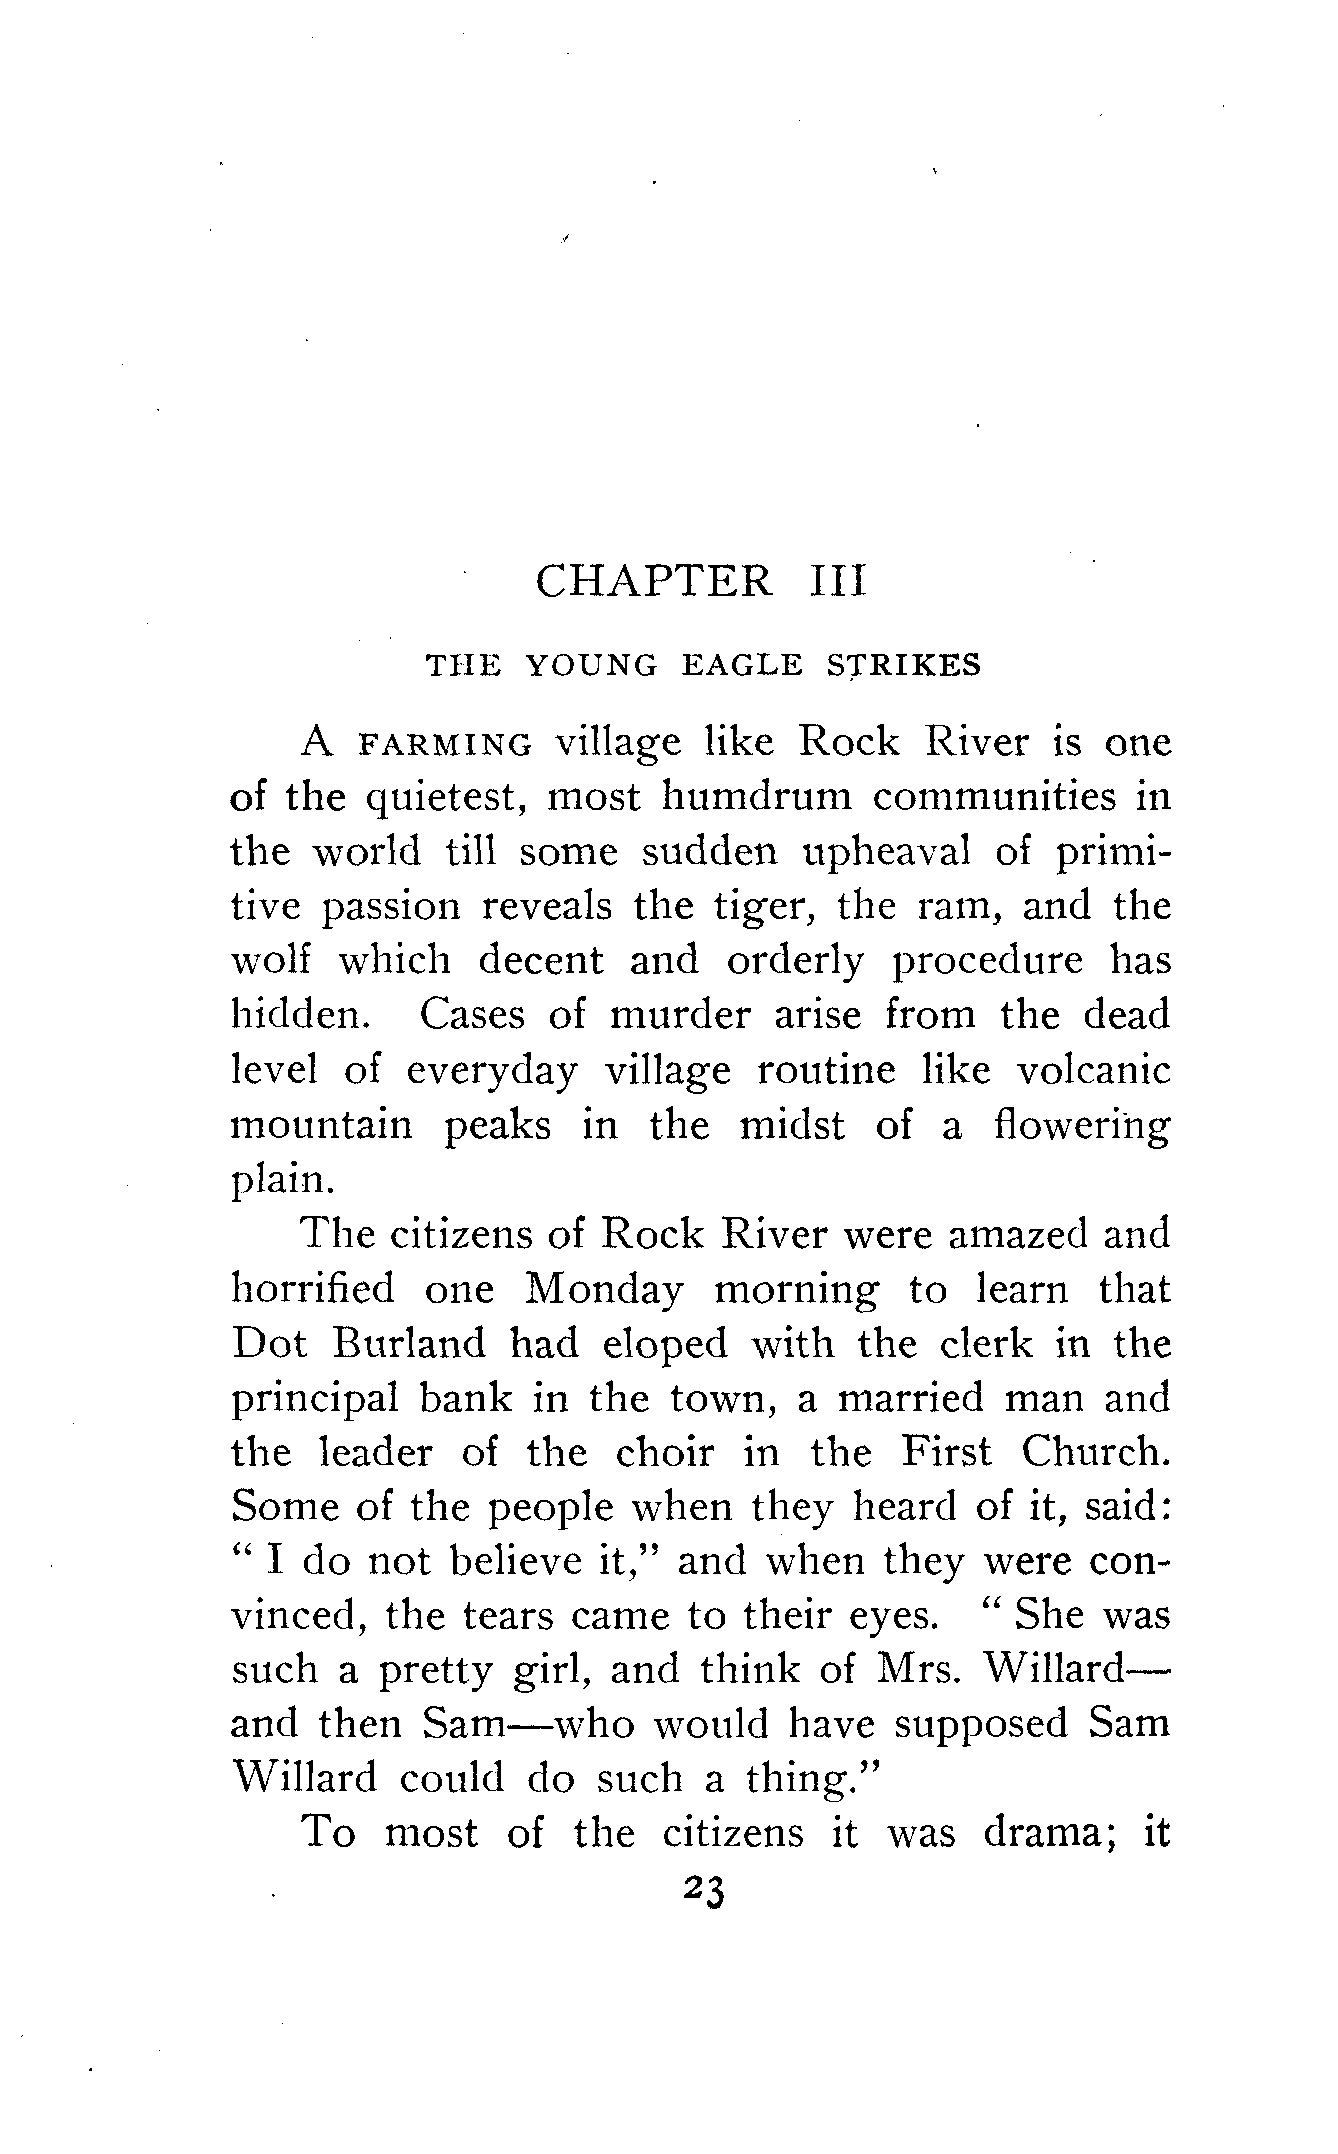 CHAPTER III
THE YOUNG EAGLE STRIKES
A FARMING village like Rock River is one
of the quietest, most humdrum communities in
the world till some sudden upheaval of primi-
tive passion reveals the tiger, the ram, and the
wolf which decent and orderly procedure has
hidden. Cases of murder arise from the dead
level of everyday village routine like volcanic
mountain peaks in the midst of a flowering
plain.
The citizens of Rock River were amazed and
horrified one Monday morning to learn that
Dot Burland had eloped with the clerk in the
principal bank in the town, a married man and
the leader of the choir in the First Church.
Some of the people when they heard of it, said:
“ I do not believe it,” and when they were con-
vinced, the tears came to their eyes. “ She was
such a pretty girl, and think of Mrs. Willard—
and then Sam—who would have supposed Sam
Willard could do such a thing.”
To most of the citizens it was drama; it
23